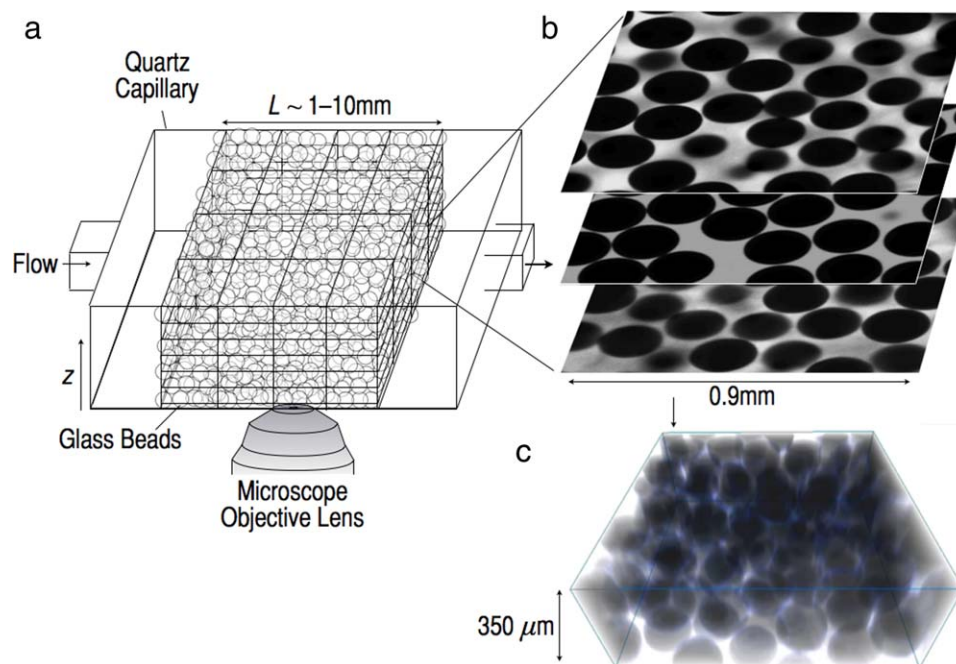 a
Quartz
Capillary
L ~ 1–10mm
Flow
z
Glass Beads
Microscope
Objective Lens
b
0.9mm
c
350 μm